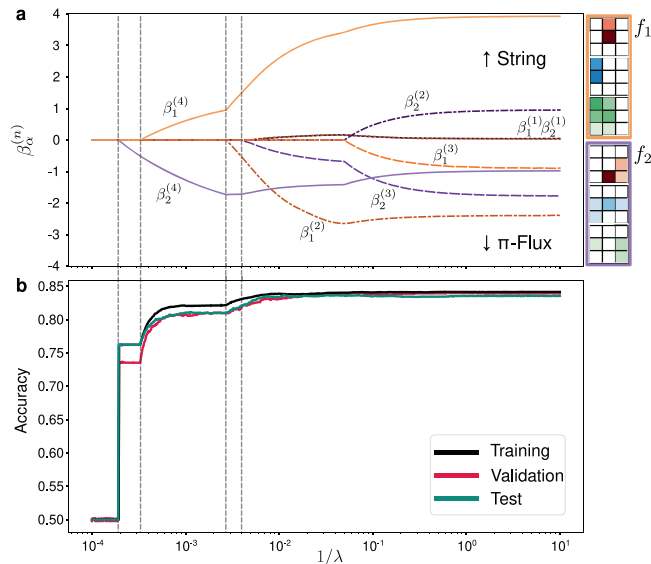 a
4
3
2
1
0
-1
-2
-3
-4
β_α^(n)
β_1^(4)
β_2^(4)
β_2^(2)
β_1^(1) β_2^(1)
β_1^(3)
β_2^(3)
β_1^(2)
↑ String
↓ π-Flux
f_1
f_2
b
0.85
0.80
0.75
0.70
0.65
0.60
0.55
0.50
Accuracy
Training
Validation
Test
10^-4
10^-3
10^-2
10^-1
10^0
10^1
1/λ